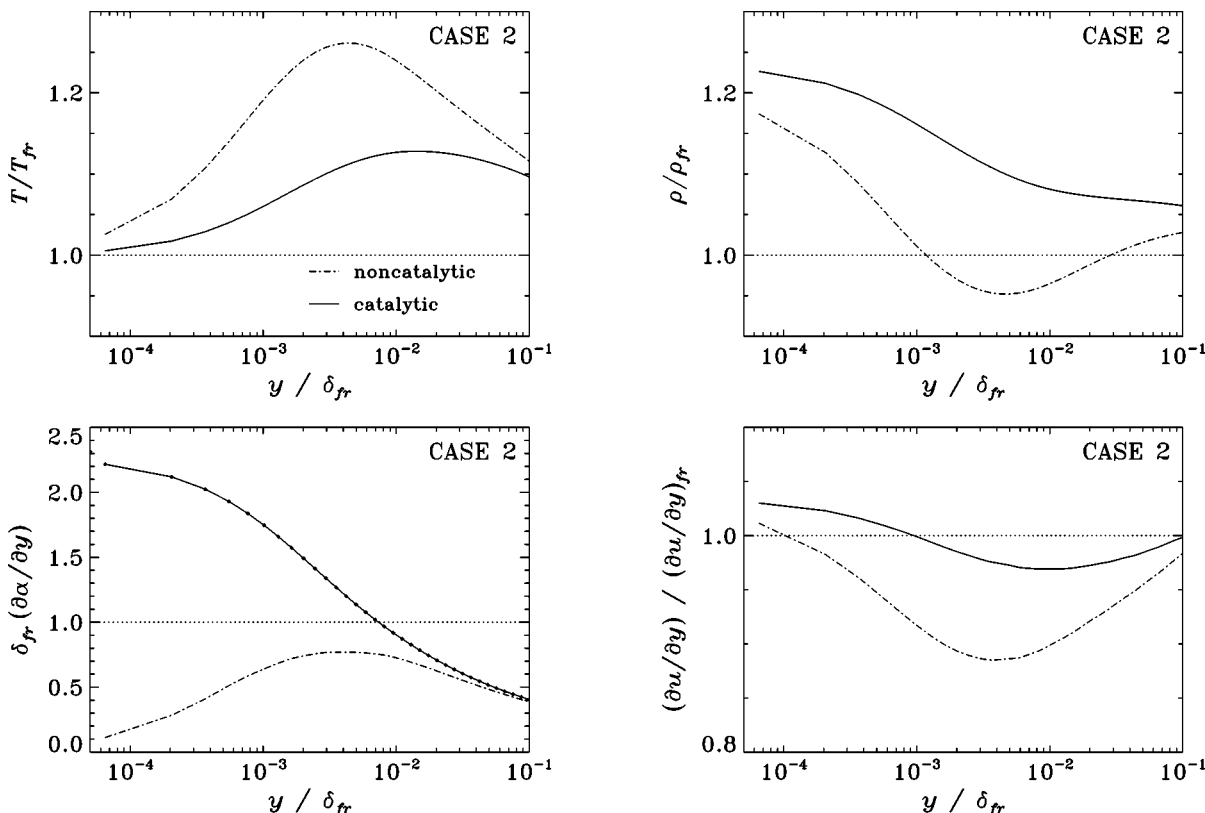 CASE 2
1.2
1.0
T/T_fr
noncatalytic
catalytic
10⁻⁴ 10⁻³ 10⁻² 10⁻¹
y / δ_fr
CASE 2
1.2
1.0
ρ/ρ_fr
10⁻⁴ 10⁻³ 10⁻² 10⁻¹
y / δ_fr
CASE 2
2.5
2.0
1.5
1.0
0.5
0.0
δ_fr (∂α/∂y)
10⁻⁴ 10⁻³ 10⁻² 10⁻¹
y / δ_fr
CASE 2
1.0
0.8
(∂u/∂y) / (∂u/∂y)_fr
10⁻⁴ 10⁻³ 10⁻² 10⁻¹
y / δ_fr